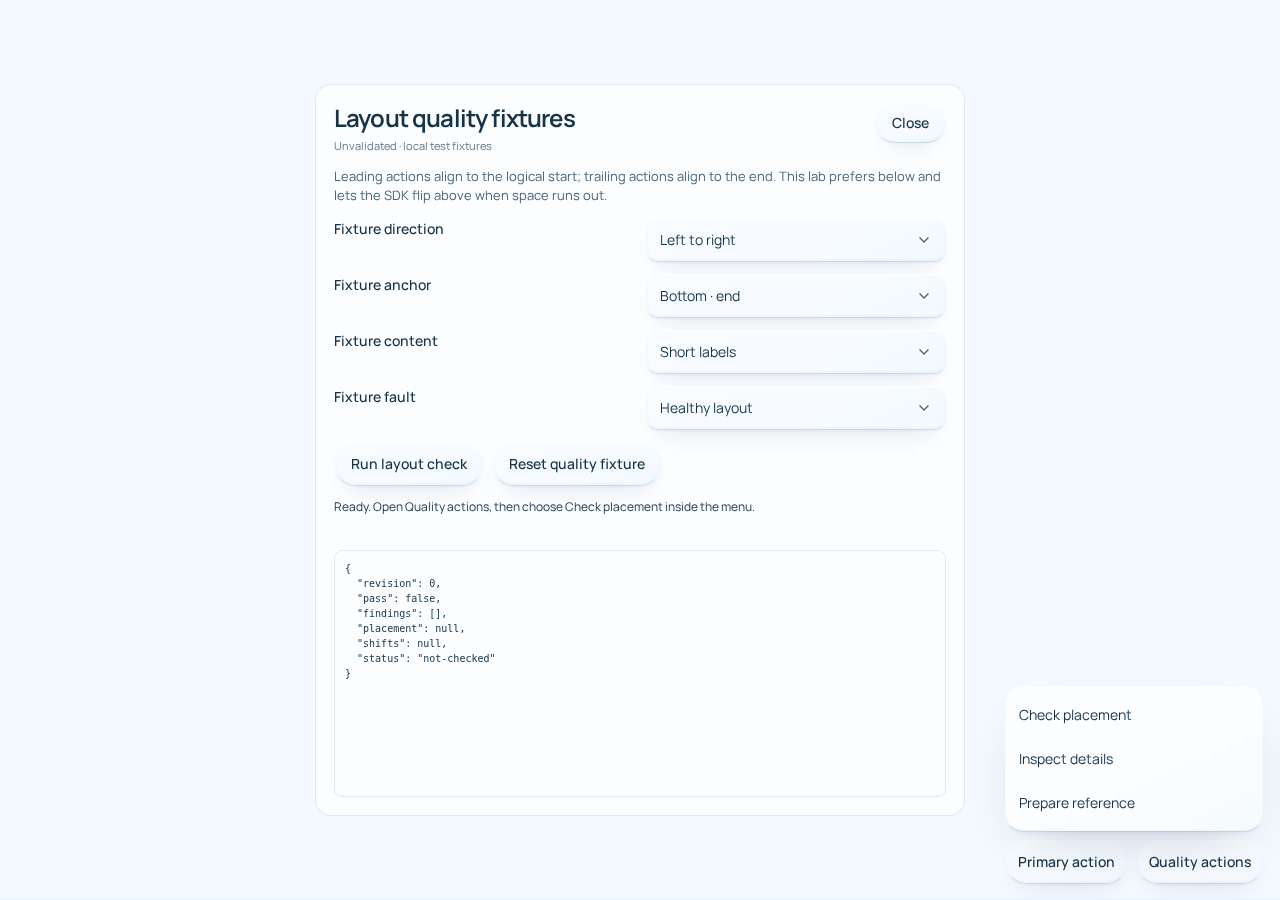 Layout quality fixtures
Close
Unvalidated · local test fixtures
Leading actions align to the logical start; trailing actions align to the end. This lab prefers below and
lets the SDK flip above when space runs out.
Fixture direction
Left to right
Fixture anchor
Bottom · end
Fixture content
Short labels
Fixture fault
Healthy layout
Run layout check
Reset quality fixture
Ready. Open Quality actions, then choose Check placement inside the menu.
{
  "revision": 0,
  "pass": false,
  "findings": [],
  "placement": null,
  "shifts": null,
  "status": "not-checked"
}
Check placement
Inspect details
Prepare reference
Primary action
Quality actions